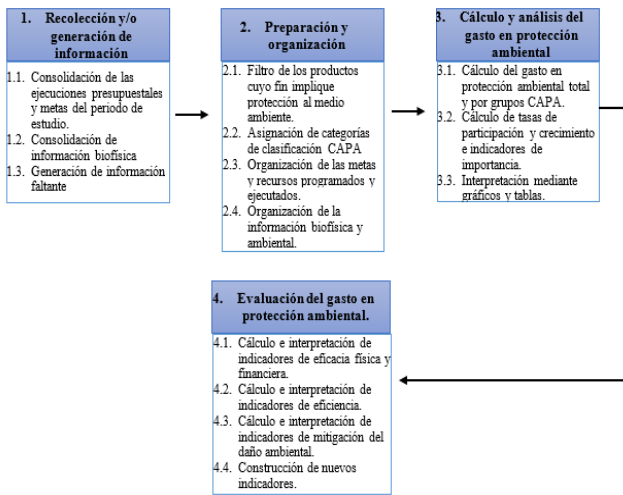 1. Recolección y/o
generación de
información
1.1. Consolidación de las
ejecuciones presupuestales
y metas del periodo de
estudio.
1.2. Consolidación de
información biofísica
1.3. Generación de información
faltante
2. Preparación y
organización
2.1. Filtro de los productos
cuyo fin implique
protección al medio
ambiente.
2.2. Asignación de categorías
de clasificación CAPA
2.3. Organización de las metas
y recursos programados y
ejecutados.
2.4. Organización de la
información biofísica y
ambiental.
3. Cálculo y análisis del
gasto en protección
ambiental
3.1. Cálculo del gasto en
protección ambiental total
y por grupos CAPA.
3.2. Cálculo de tasas de
participación y crecimiento
e indicadores de
importancia.
3.3. Interpretación mediante
gráficos y tablas.
4. Evaluación del gasto en
protección ambiental.
4.1. Cálculo e interpretación de
indicadores de eficacia física y
financiera.
4.2. Cálculo e interpretación de
indicadores de eficiencia.
4.3. Cálculo e interpretación de
indicadores de mitigación del
daño ambiental.
4.4. Construcción de nuevos
indicadores.